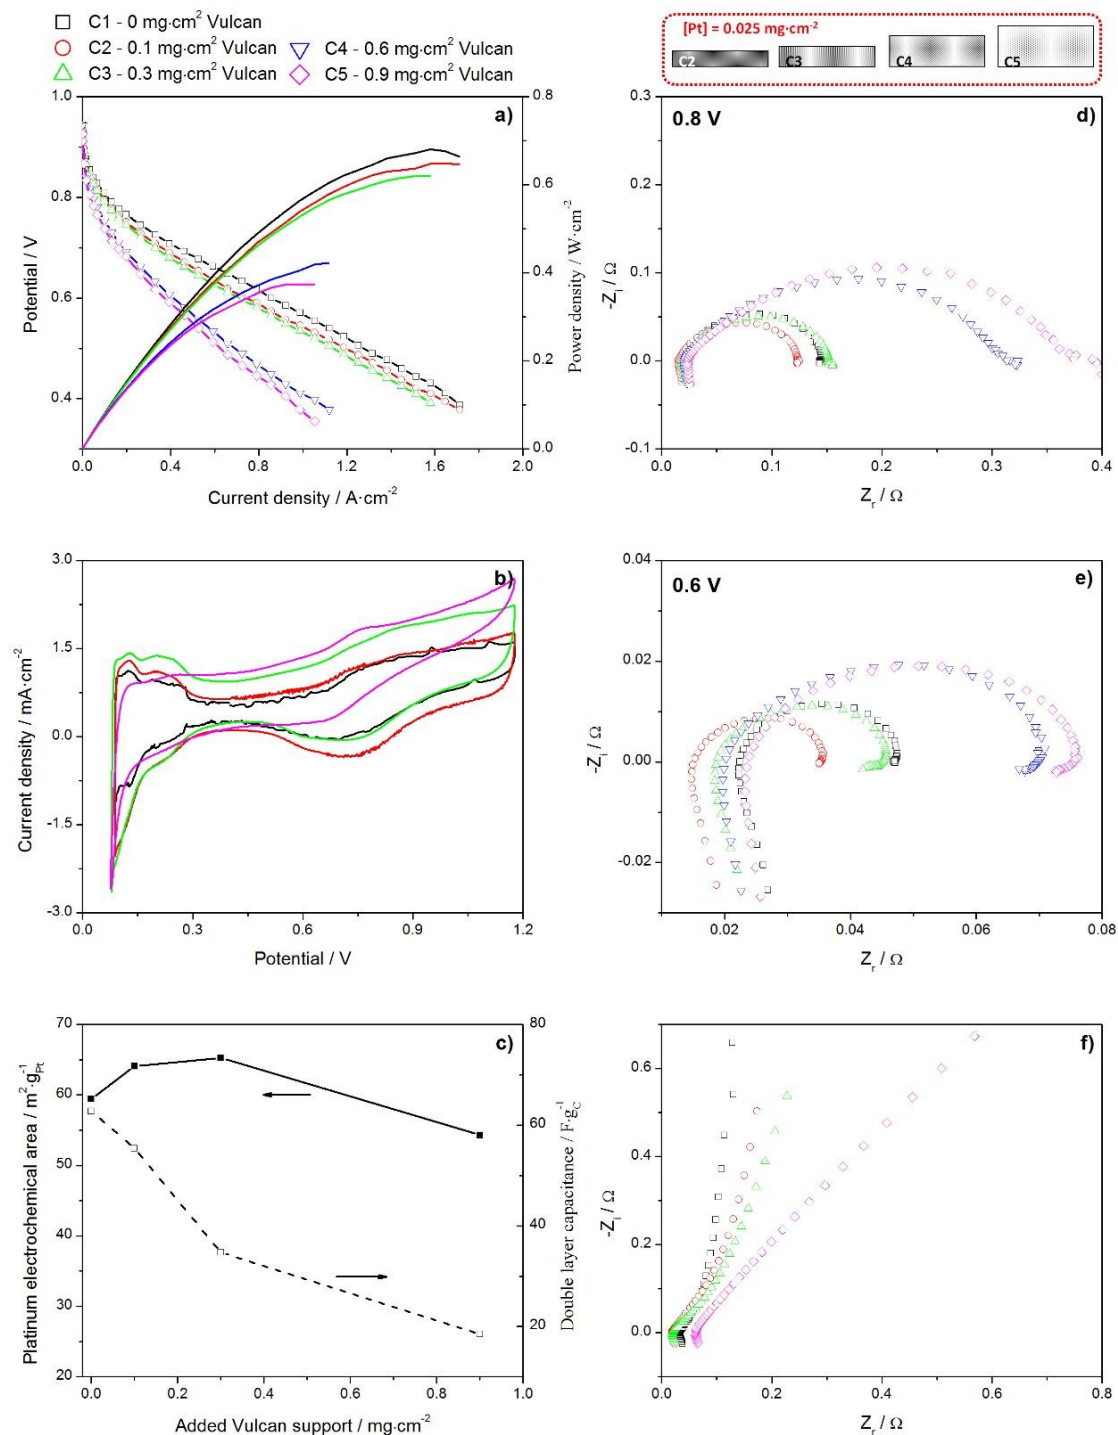 C1 - 0 mg·cm² Vulcan
C2 - 0.1 mg·cm² Vulcan
C3 - 0.3 mg·cm² Vulcan
C4 - 0.6 mg·cm² Vulcan
C5 - 0.9 mg·cm² Vulcan
[Pt] = 0.025 mg·cm⁻²
C2
C3
C4
C5
a)
1.0
0.8
0.6
0.4
Potential / V
0.8
0.6
0.4
0.2
0.0
Power density / W·cm⁻²
0.0 0.4 0.8 1.2 1.6 2.0
Current density / A·cm⁻²
0.8 V
d)
0.3
0.2
0.1
0.0
-0.1
-Zᵢ / Ω
0.0 0.1 0.2 0.3 0.4
Zᵣ / Ω
b)
3.0
1.5
0.0
-1.5
-3.0
Current density / mA·cm⁻²
0.0 0.3 0.6 0.9 1.2
Potential / V
0.6 V
e)
0.04
0.02
0.00
-0.02
-Zᵢ / Ω
0.02 0.04 0.06 0.08
Zᵣ / Ω
c)
70
60
50
40
30
20
Platinum electrochemical area / m²·g⁻¹Pt
80
60
40
20
Double layer capacitance / F·g⁻¹C
0.0 0.2 0.4 0.6 0.8 1.0
Added Vulcan support / mg·cm⁻²
f)
0.6
0.4
0.2
0.0
-Zᵢ / Ω
0.0 0.2 0.4 0.6 0.8
Zᵣ / Ω